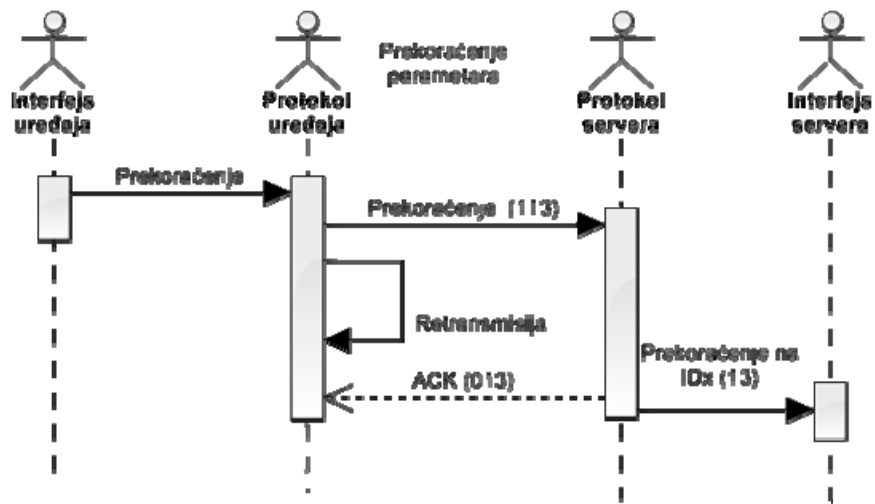 Prekoračenje
parametara
Interfejs
uređaja
Protokol
uređaja
Protokol
servera
Interfejs
servera
Prekoračenje
Prekoračenje (113)
Retransmisija
ACK (013)
Prekoračenje na
IDx (13)